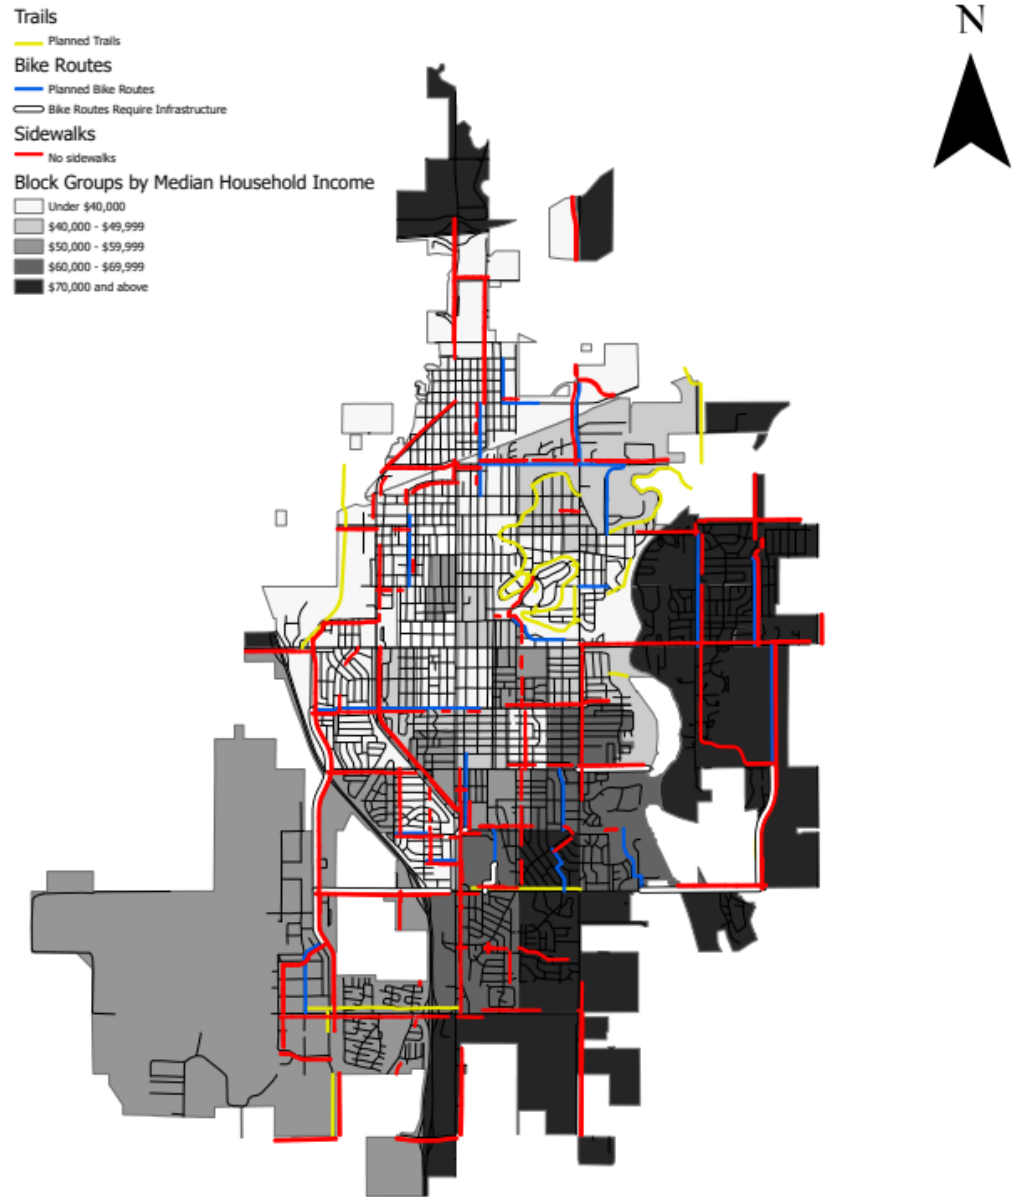 Trails
Planned Trails
Bike Routes
Planned Bike Routes
Bike Routes Require Infrastructure
Sidewalks
No sidewalks
Block Groups by Median Household Income
Under $40,000
$40,000 - $49,999
$50,000 - $59,999
$60,000 - $69,999
$70,000 and above
N